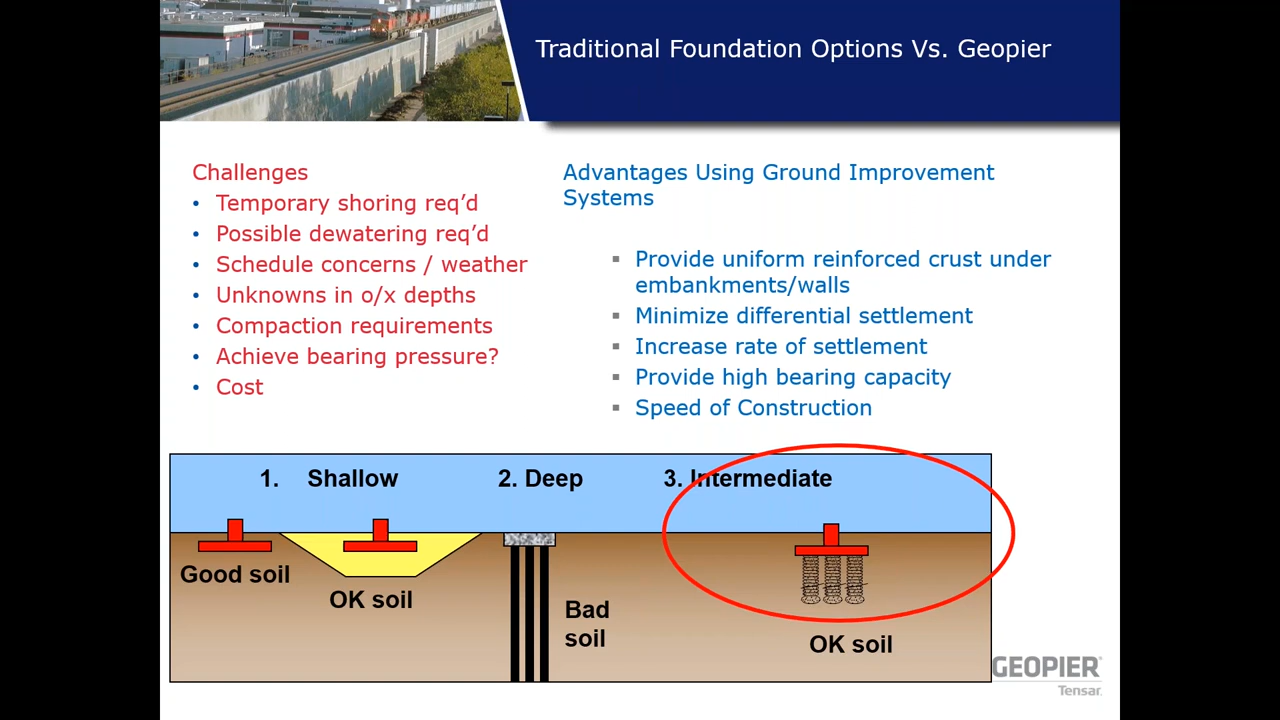 Traditional Foundation Options Vs. Geopier
Challenges
• Temporary shoring req’d
• Possible dewatering req’d
• Schedule concerns / weather
• Unknowns in o/x depths
• Compaction requirements
• Achieve bearing pressure?
• Cost
Advantages Using Ground Improvement
Systems
▪ Provide uniform reinforced crust under
embankments/walls
▪ Minimize differential settlement
▪ Increase rate of settlement
▪ Provide high bearing capacity
▪ Speed of Construction
1. Shallow
2. Deep
3. Intermediate
Good soil
OK soil
Bad
soil
OK soil
GEOPIER®
Tensar.